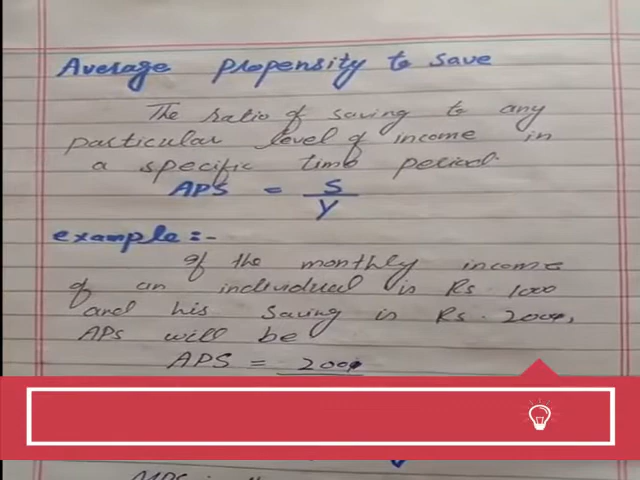 Average propensity to save
The ratio of saving to any
particular level of income in
a specific time period.
APS = S
Y
example:-
If the monthly income
of an individual is Rs 1000
and his saving is Rs. 2000,
APS will be
APS = 2000